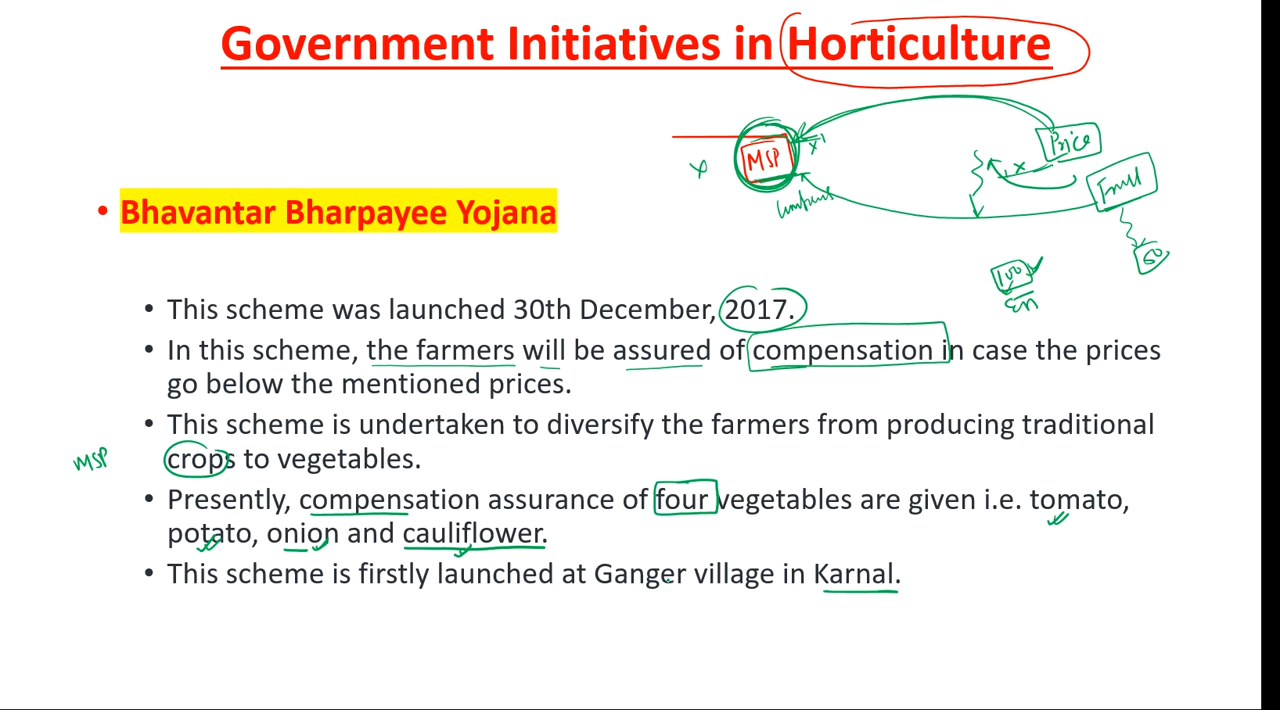 Government Initiatives in Horticulture
MSP
x
x
Price
x
• Bhavantar Bharpayee Yojana
60
100
• This scheme was launched 30th December, 2017.
• In this scheme, the farmers will be assured of compensation in case the prices
go below the mentioned prices.
• This scheme is undertaken to diversify the farmers from producing traditional
MSP crops to vegetables.
• Presently, compensation assurance of four vegetables are given i.e. tomato,
potato, onion and cauliflower.
• This scheme is firstly launched at Ganger village in Karnal.